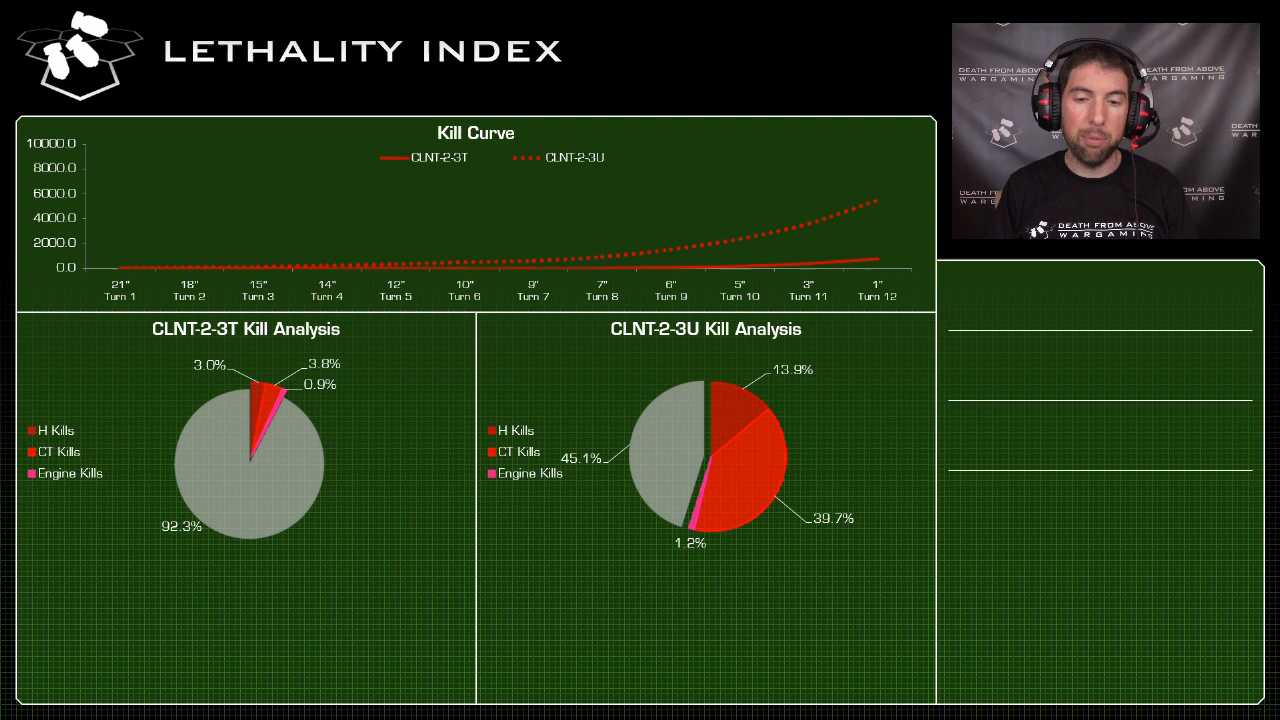 LETHALITY INDEX
DEATH FROM ABOVE
WARGAMING
DEATH FROM ABOVE
WARGAMING
Kill Curve
CLNT-2-3T
CLNT-2-3U
10000.0
8000.0
6000.0
4000.0
2000.0
0.0
21" 18" 15" 14" 12" 10" 9" 7" 6" 5" 3" 1"
Turn 1 Turn 2 Turn 3 Turn 4 Turn 5 Turn 6 Turn 7 Turn 8 Turn 9 Turn 10 Turn 11 Turn 12
CLNT-2-3T Kill Analysis
3.0%
3.8%
0.9%
H Kills
CT Kills
Engine Kills
92.3%
CLNT-2-3U Kill Analysis
13.9%
H Kills
CT Kills
45.1%
Engine Kills
39.7%
1.2%